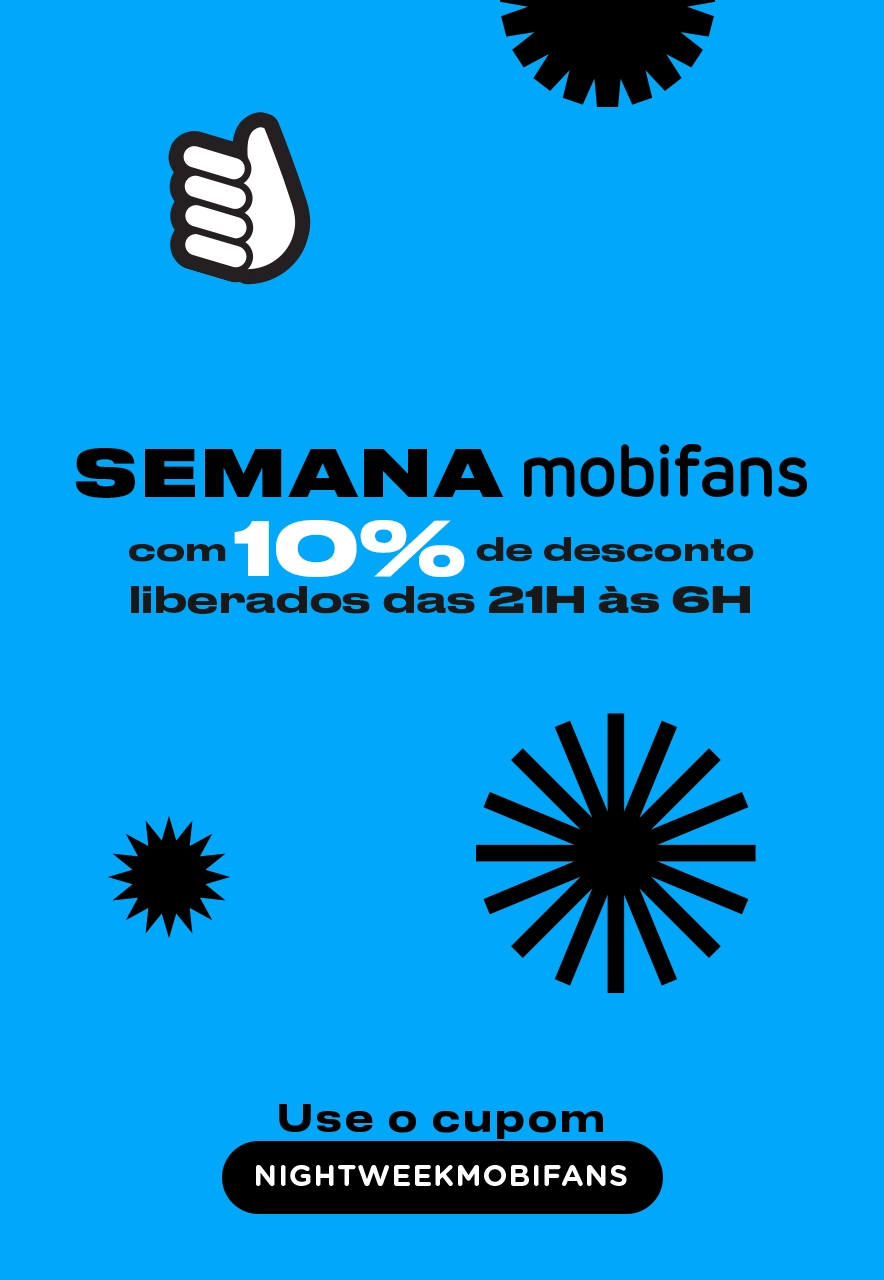 SEMANA mobifans
com 10% de desconto
liberados das 21H às 6H
Use o cupom
NIGHTWEEKMOBIFANS